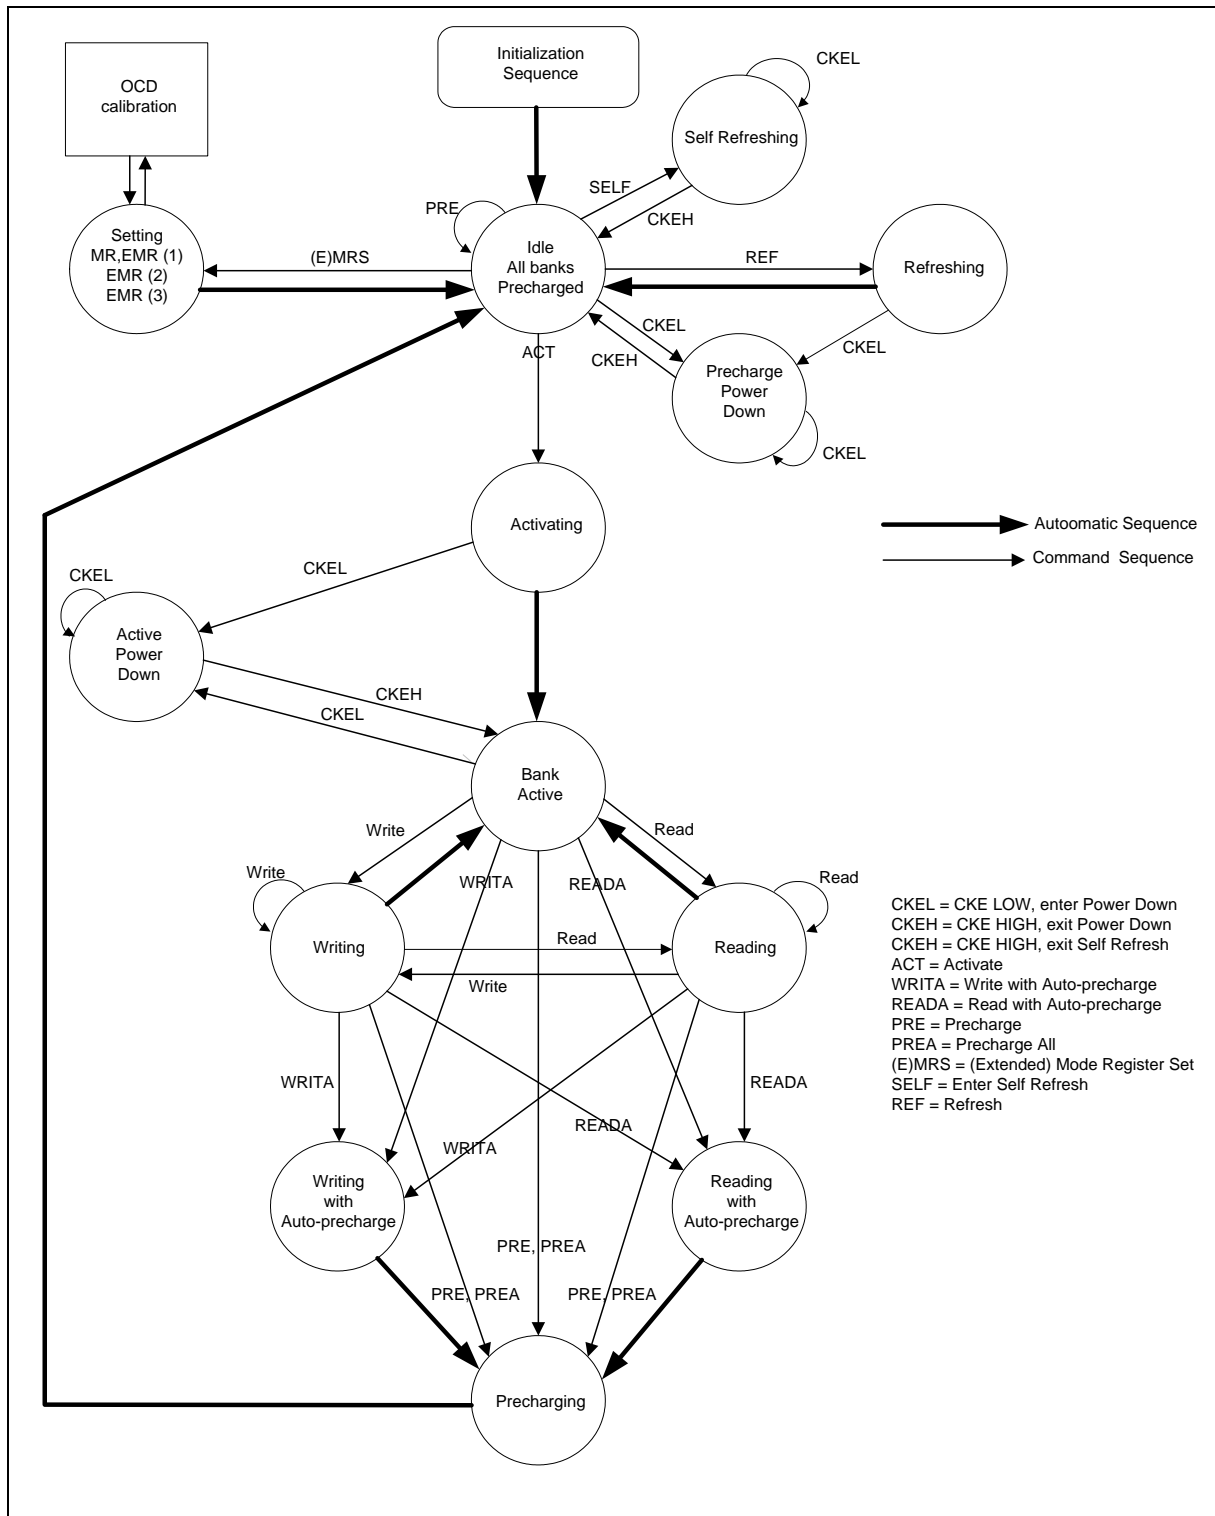 Initialization
Sequence
OCD
calibration
CKEL
Self Refreshing
SELF
CKEH
PRE
Setting
MR,EMR (1)
EMR (2)
EMR (3)
(E)MRS
Idle
All banks
Precharged
REF
Refreshing
CKEL
CKEH
CKEL
ACT
Precharge
Power
Down
CKEL
Activating
Autoomatic Sequence
Command Sequence
CKEL
CKEL
Active
Power
Down
CKEH
CKEL
Bank
Active
Write
Read
Write
WRITA
READA
Read
Writing
Read
Reading
Write
CKEL = CKE LOW, enter Power Down
CKEH = CKE HIGH, exit Power Down
CKEH = CKE HIGH, exit Self Refresh
ACT = Activate
WRITA = Write with Auto-precharge
READA = Read with Auto-precharge
PRE = Precharge
PREA = Precharge All
(E)MRS = (Extended) Mode Register Set
SELF = Enter Self Refresh
REF = Refresh
WRITA
READA
READA
WRITA
Writing
with
Auto-precharge
Reading
with
Auto-precharge
PRE, PREA
PRE, PREA
PRE, PREA
Precharging